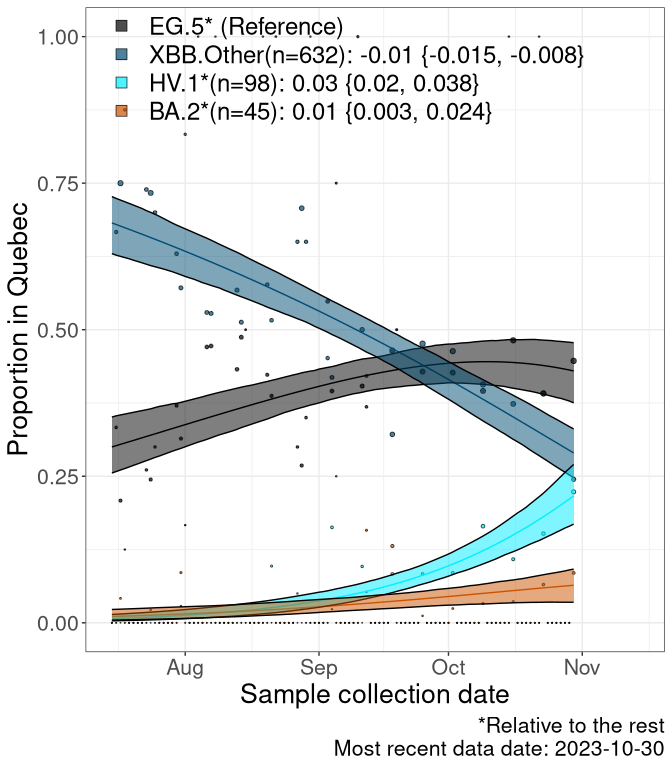 EG.5* (Reference)
XBB.Other(n=632): -0.01 {-0.015, -0.008}
HV.1*(n=98): 0.03 {0.02, 0.038}
BA.2*(n=45): 0.01 {0.003, 0.024}
1.00
0.75
0.50
0.25
0.00
Proportion in Quebec
Aug Sep Oct Nov
Sample collection date
*Relative to the rest
Most recent data date: 2023-10-30